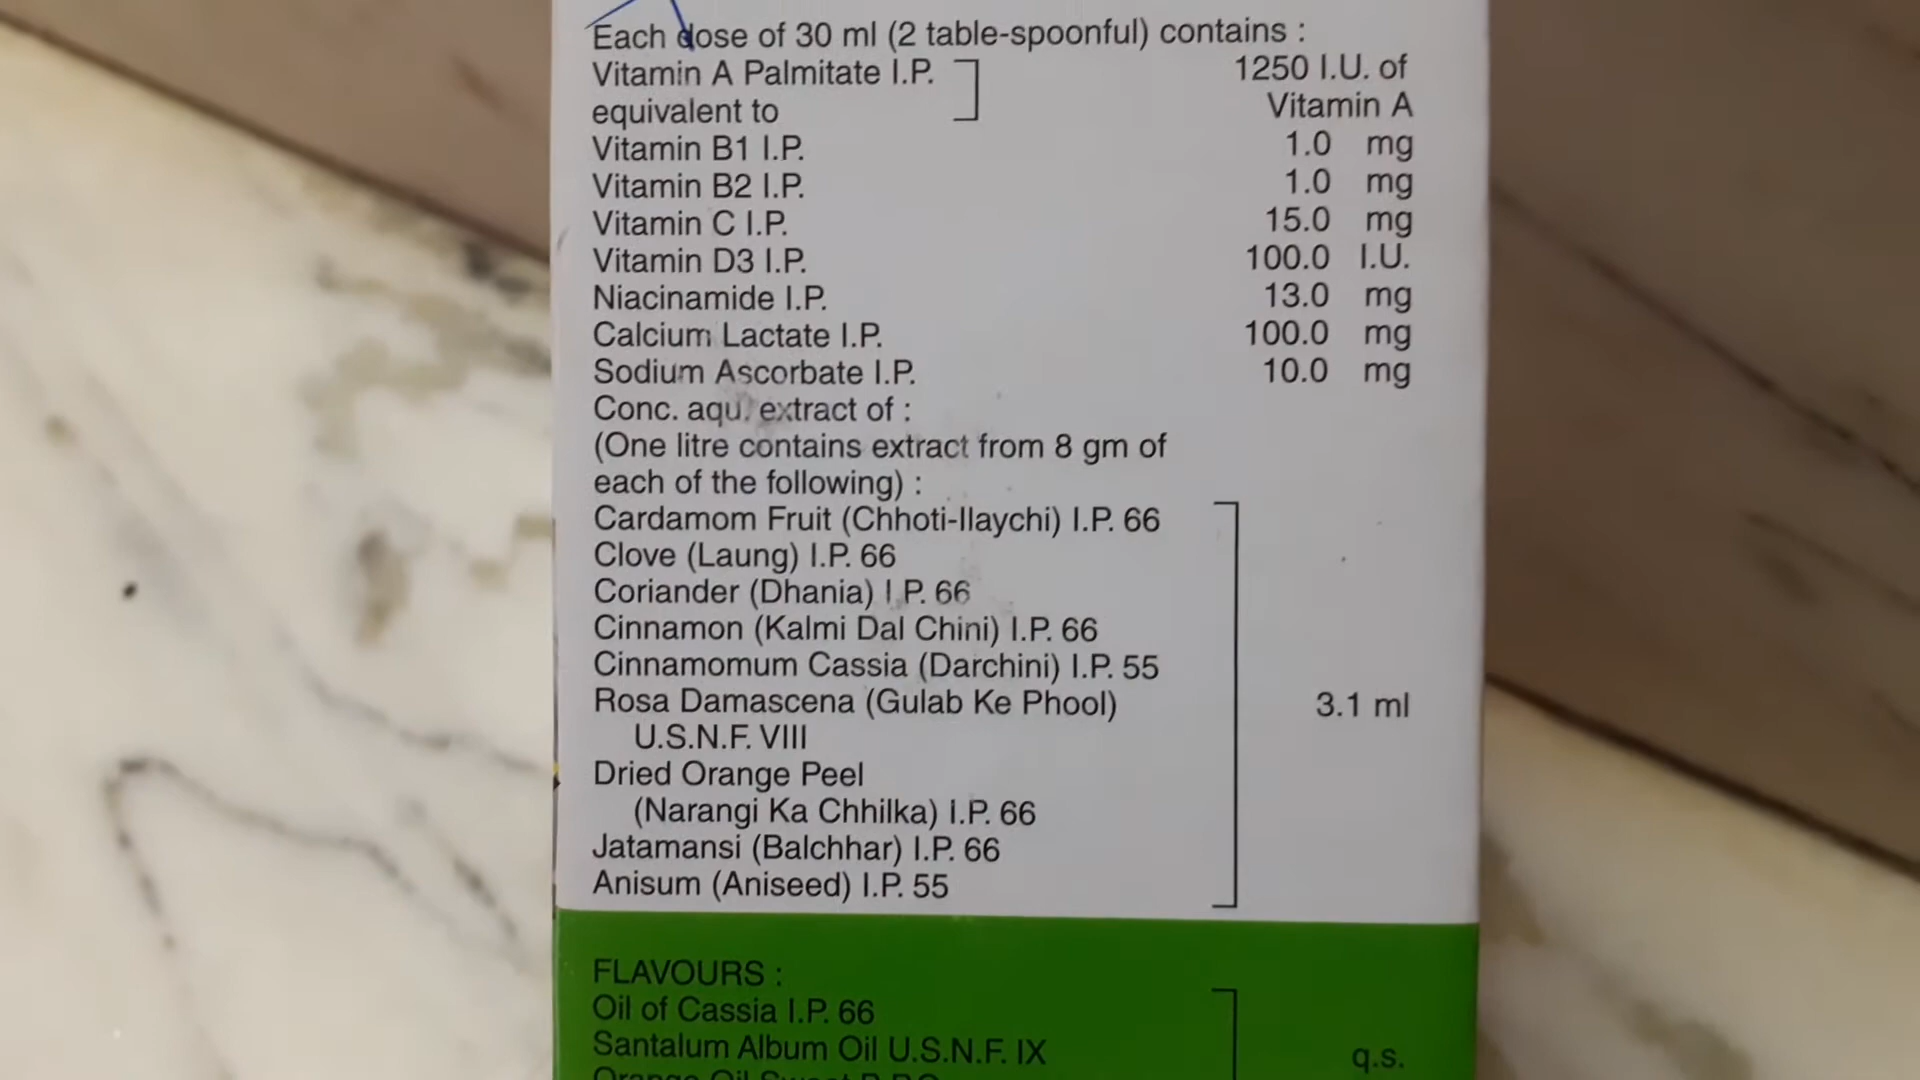 Each dose of 30 ml (2 table-spoonful) contains :
Vitamin A Palmitate I.P. 1250 I.U. of
equivalent to Vitamin A
Vitamin B1 I.P. 1.0 mg
Vitamin B2 I.P. 1.0 mg
Vitamin C I.P. 15.0 mg
Vitamin D3 I.P. 100.0 I.U.
Niacinamide I.P. 13.0 mg
Calcium Lactate I.P. 100.0 mg
Sodium Ascorbate I.P. 10.0 mg
Conc. aqu. extract of :
(One litre contains extract from 8 gm of
each of the following) :
Cardamom Fruit (Chhoti-Ilaychi) I.P. 66
Clove (Laung) I.P. 66
Coriander (Dhania) I.P. 66
Cinnamon (Kalmi Dal Chini) I.P. 66
Cinnamomum Cassia (Darchini) I.P. 55
Rosa Damascena (Gulab Ke Phool) 3.1 ml
U.S.N.F. VIII
Dried Orange Peel
(Narangi Ka Chhilka) I.P. 66
Jatamansi (Balchhar) I.P. 66
Anisum (Aniseed) I.P. 55
FLAVOURS :
Oil of Cassia I.P. 66
Santalum Album Oil U.S.N.F. IX q.s.
Orange Oil Sweet